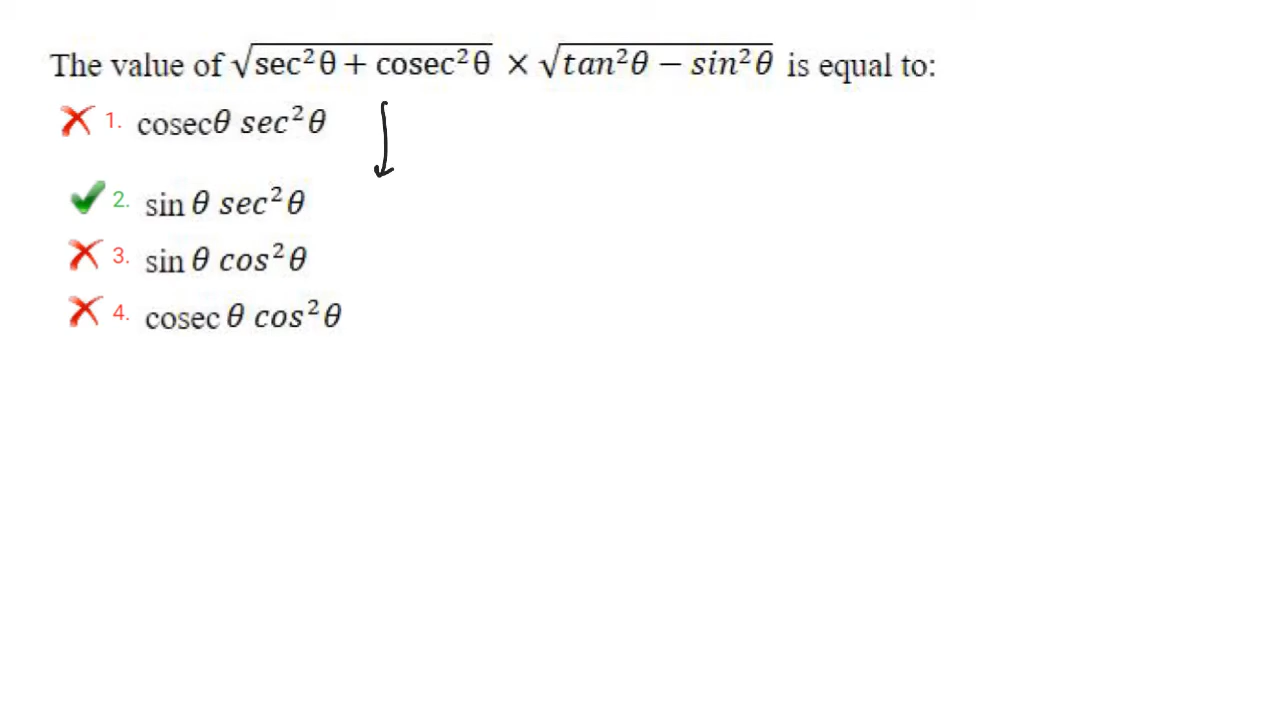 The value of √sec²θ + cosec²θ × √tan²θ − sin²θ is equal to:
1. cosecθ sec²θ
2. sin θ sec²θ
3. sin θ cos²θ
4. cosec θ cos²θ